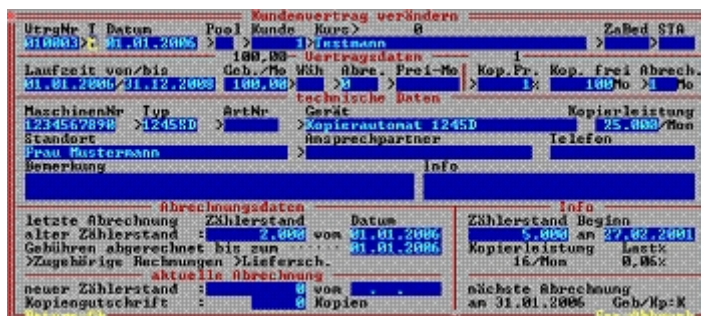 Kundenvertrag verändern
VtrgNr T Datum Pool Kunde Kurs> 0 ZnBed STA
010003> 01.01.2006 > > 1>Testmann > >
100,00 Vertragsdaten 1
Laufzeit von/bis Geb./Mo Wäh Abre. Frei-Mo Kop.Pr. Kop. frei Abrech.
01.01.2006/31.12.2008 100,00> >0 > > 1% 100Mo >1 Mo
technische Daten
MaschinenNr Typ ArtNr Gerät Kopierleistung
1234567890 >1245SD > >Kopierautomat 1245D 25.000/Mon
Standort Ansprechpartner Telefon
Frau Mustermann >
Bemerkung Info
Abrechnungsdaten Info
letzte Abrechnung Zählerstand Datum Zählerstand Beginn
alter Zählerstand : 2.000 vom 01.01.2006 5.000 am 27.02.2001
Gebühren abgerechnet bis zum ..... 01.01.2006 Kopierleistung Last%
>Zugehörige Rechnungen >Liefersch. 16/Mon 0,06%
aktuelle Abrechnung
neuer Zählerstand : 0 vom . . nächste Abrechnung
Kopiengutschrift : 0 Kopien am 31.01.2006 Geb/Kp:K